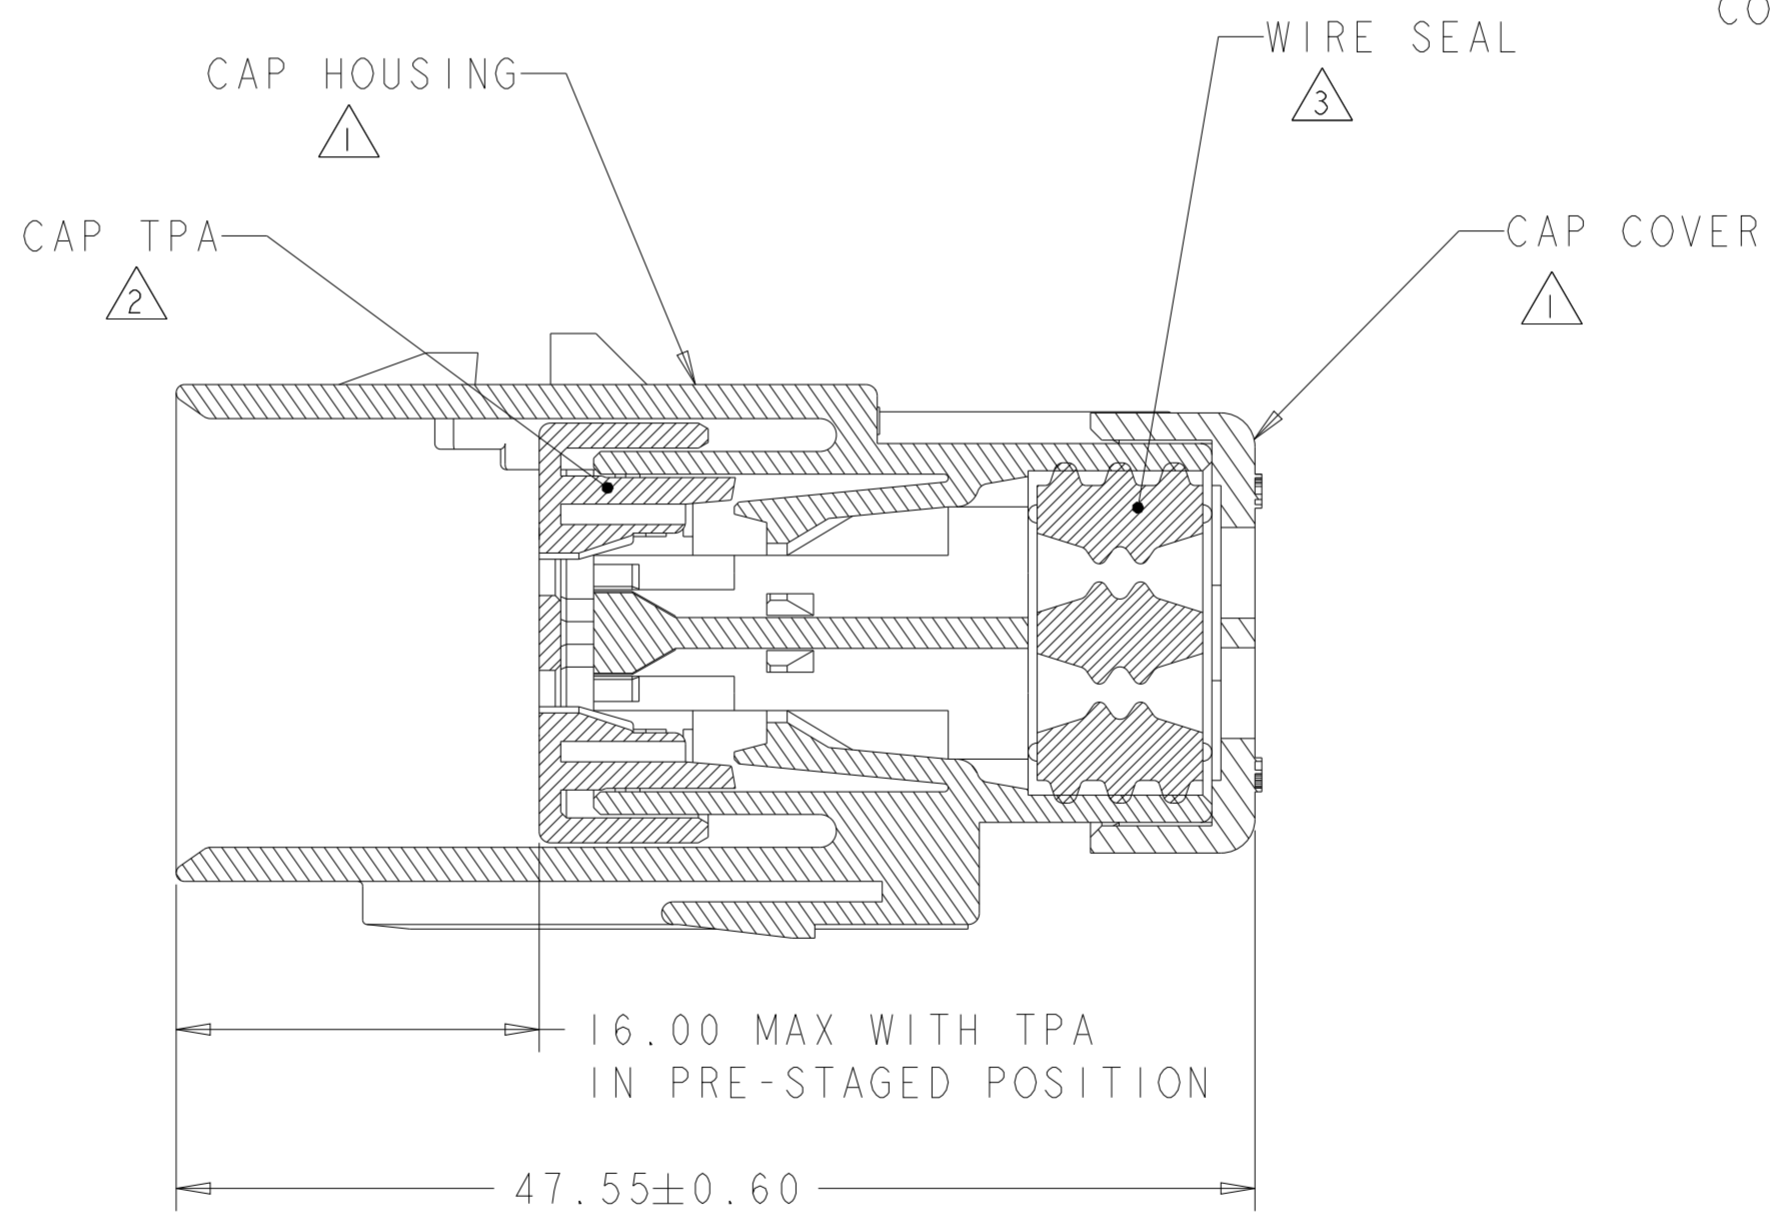 CO
WIRE SEAL
3
CAP HOUSING
1
CAP TPA
2
CAP COVER
1
16.00 MAX WITH TPA
IN PRE-STAGED POSITION
47.55±0.60